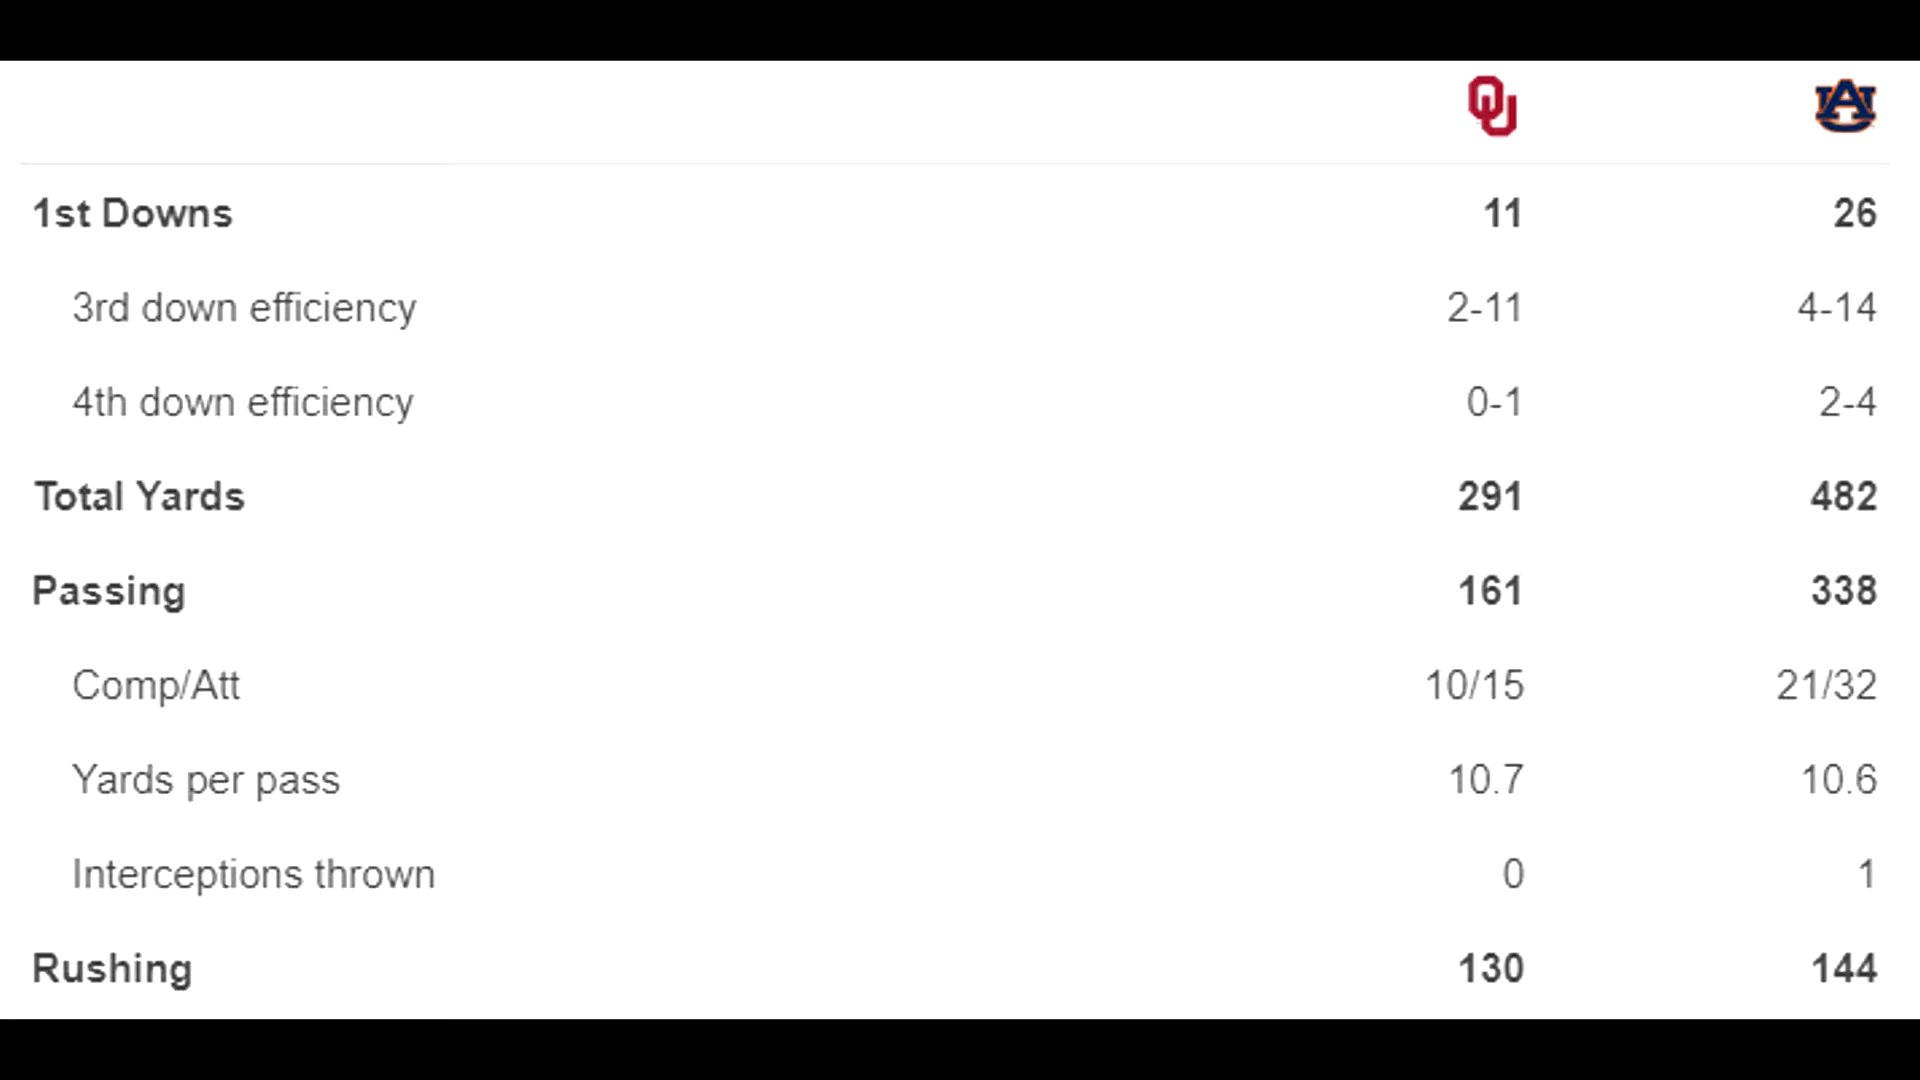 OU AU
1st Downs 11 26
3rd down efficiency 2-11 4-14
4th down efficiency 0-1 2-4
Total Yards 291 482
Passing 161 338
Comp/Att 10/15 21/32
Yards per pass 10.7 10.6
Interceptions thrown 0 1
Rushing 130 144